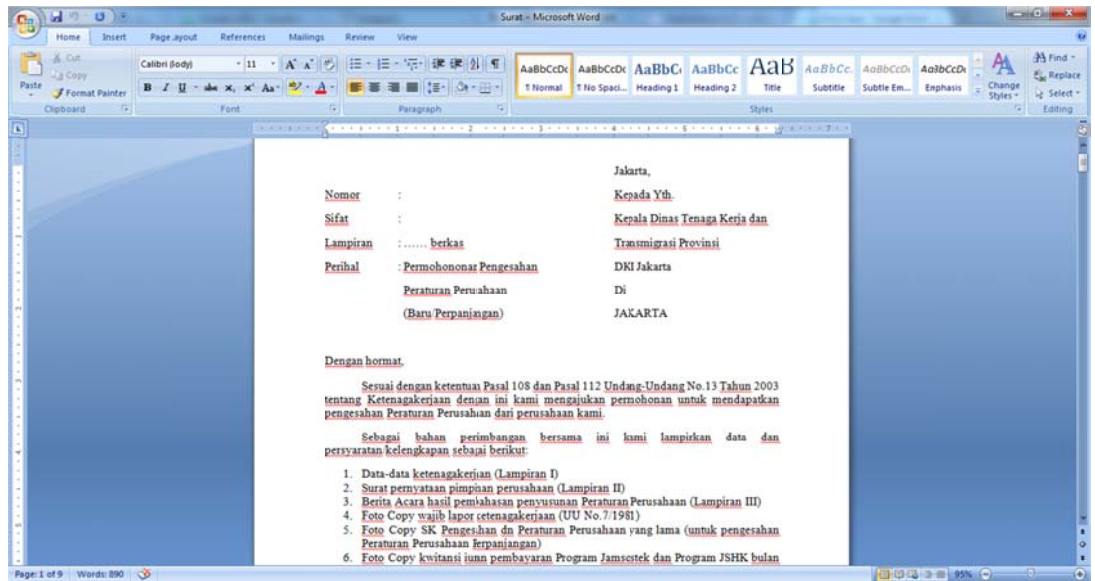 Surat - Microsoft Word
Home Insert Page Layout References Mailings Review View
Cut
Copy
Paste
Format Painter
Clipboard
Calibri (Body) 11
Font
Paragraph
AaBbCcDc AaBbCcDc AaBbC AaBbCc AaB AaBbCc. AaBbCcDc AaBbCcDc
¶ Normal ¶ No Spaci... Heading 1 Heading 2 Title Subtitle Subtle Em... Emphasis
Change Styles
Styles
Find
Replace
Select
Editing
Jakarta,
Nomor : Kepada Yth.
Sifat : Kepala Dinas Tenaga Kerja dan
Lampiran : ...... berkas Transmigrasi Provinsi
Perihal : Permohononan Pengesahan DKI Jakarta
Peraturan Perusahaan Di
(Baru/Perpanjangan) JAKARTA
Dengan hormat,
Sesuai dengan ketentuan Pasal 108 dan Pasal 112 Undang-Undang No.13 Tahun 2003
tentang Ketenagakerjaan dengan ini kami mengajukan permohonan untuk mendapatkan
pengesahan Peraturan Perusahaan dari perusahaan kami.
Sebagai bahan perimbangan bersama ini kami lampirkan data dan
persyaratan/kelengkapan sebagai berikut:
1. Data-data ketenagakerjaan (Lampiran I)
2. Surat pernyataan pimpinan perusahaan (Lampiran II)
3. Berita Acara hasil pembahasan penyusunan Peraturan Perusahaan (Lampiran III)
4. Foto Copy wajib lapor ketenagakerjaan (UU No.7/1981)
5. Foto Copy SK Pengesahan dn Peraturan Perusahaan yang lama (untuk pengesahan
Peraturan Perusahaan Perpanjangan)
6. Foto Copy kwitansi iuran pembayaran Program Jamsostek dan Program JSHK bulan
Page: 1 of 9 Words: 890 95%